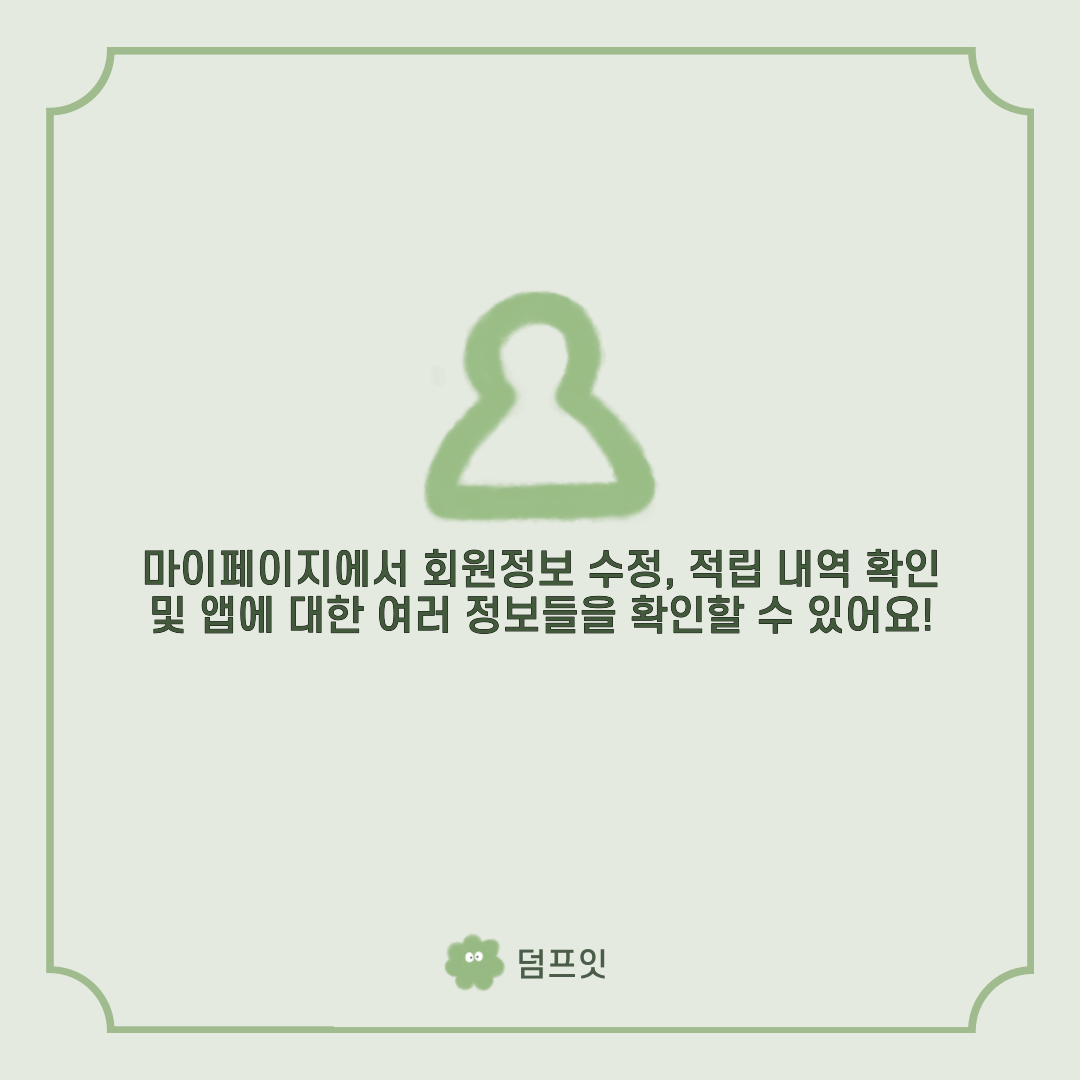 마이페이지에서 회원정보 수정, 적립 내역 확인
및 앱에 대한 여러 정보들을 확인할 수 있어요!
덤프잇